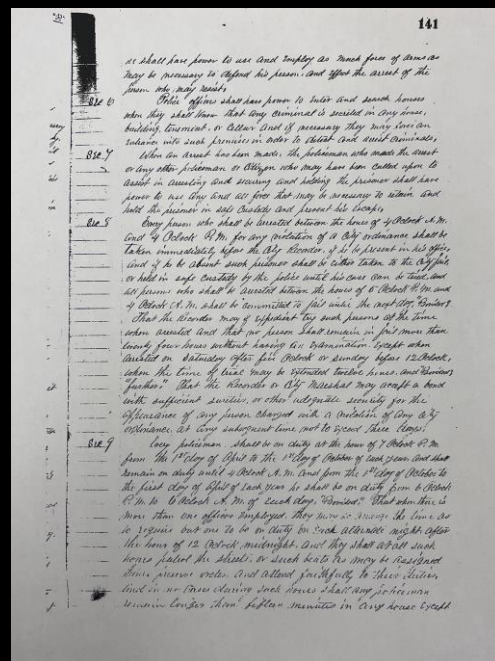 141
as shall have power to use and employ as much force of arms as
may be necessary to defend his person, and effect the arrest of the
person who may resist.
Sec 6 Police officers shall have power to enter and search houses
when they shall know that any criminal is secreted in any house,
building, tenement, or cellar and if necessary they may force an
entrance into such premises in order to detect and arrest criminals.
Sec. 7 When an arrest has been made, the policeman who made the arrest
or any other policeman or citizen who may have been called upon to
assist in arresting and securing and holding the prisoner shall have
power to use any and all force that may be necessary to retain and
hold the prisoner in safe custody and prevent his escape.
Sec. 8 Every person who shall be arrested between the hours of 4 Oclock A.M.
and 4 Oclock P.M. for any violation of a City ordinance shall be
taken immediately before the City Recorder, if he be present in his office,
and if he be absent such prisoner shall be either taken to the City jail
or held in safe custody by the police until his case can be tried, and
all persons who shall be arrested between the hours of 6 Oclock P.M. and
4 Oclock A.M. shall be committed to jail until the next day,
That the Recorder may if expedient try such persons at the time
when arrested and that no person shall remain in jail more than
twenty four hours without having his examination except when
arrested on Saturday after five Oclock or sunday before 12 Oclock,
when the time of trial may be extended twelve hours, and "Provided
further" That the Recorder or City Marshal may accept a bond
with sufficient sureties, or other adequate security for the
appearance of any person charged with a violation of any city
ordinance at any subsequent time not to exceed three days.
Sec 9 Every policeman shall be on duty at the hour of 7 Oclock P.M.
from the 1st day of April to the 1st day of October of each year and shall
remain on duty until 4 Oclock A.M. and from the 1st day of October to
the first day of April of each year he shall be on duty from 6 Oclock
P.M. to 6 Oclock A.M. of each day. "Provided." That when there is
more than one officer employed, they may so arrange the time as
to require but one to be on duty on each alternate night after
the hour of 12 Oclock midnight, and they shall at all such
hours patrol the streets, or such beats as may be assigned
them preserve order, and attend faithfully to their duties,
and in no case during such hours shall any policeman
remain longer than fifteen minutes in any house except